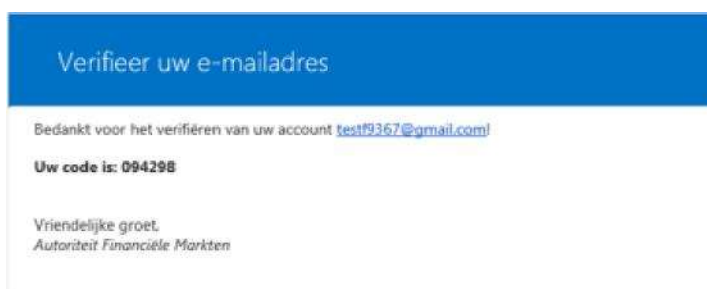 Verifieer uw e-mailadres
Bedankt voor het verifiëren van uw account testf9367@gmail.com!
Uw code is: 094298
Vriendelijke groet,
Autoriteit Financiële Markten